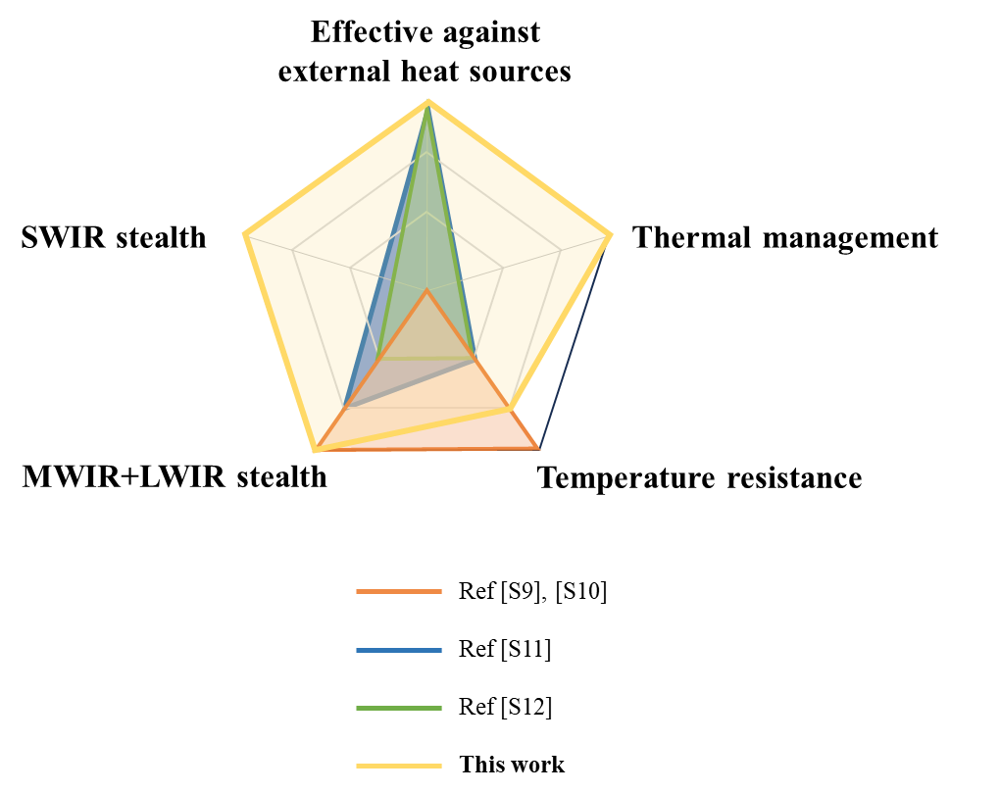 Effective against
external heat sources
SWIR stealth
Thermal management
MWIR+LWIR stealth
Temperature resistance
Ref [S9], [S10]
Ref [S11]
Ref [S12]
This work